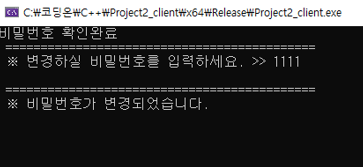 C:\코딩온\C++\Project2_client\x64\Release\Project2_client.exe
비밀번호 확인완료
==========================================
※ 변경하실 비밀번호를 입력하세요. >> 1111
==========================================
※ 비밀번호가 변경되었습니다.